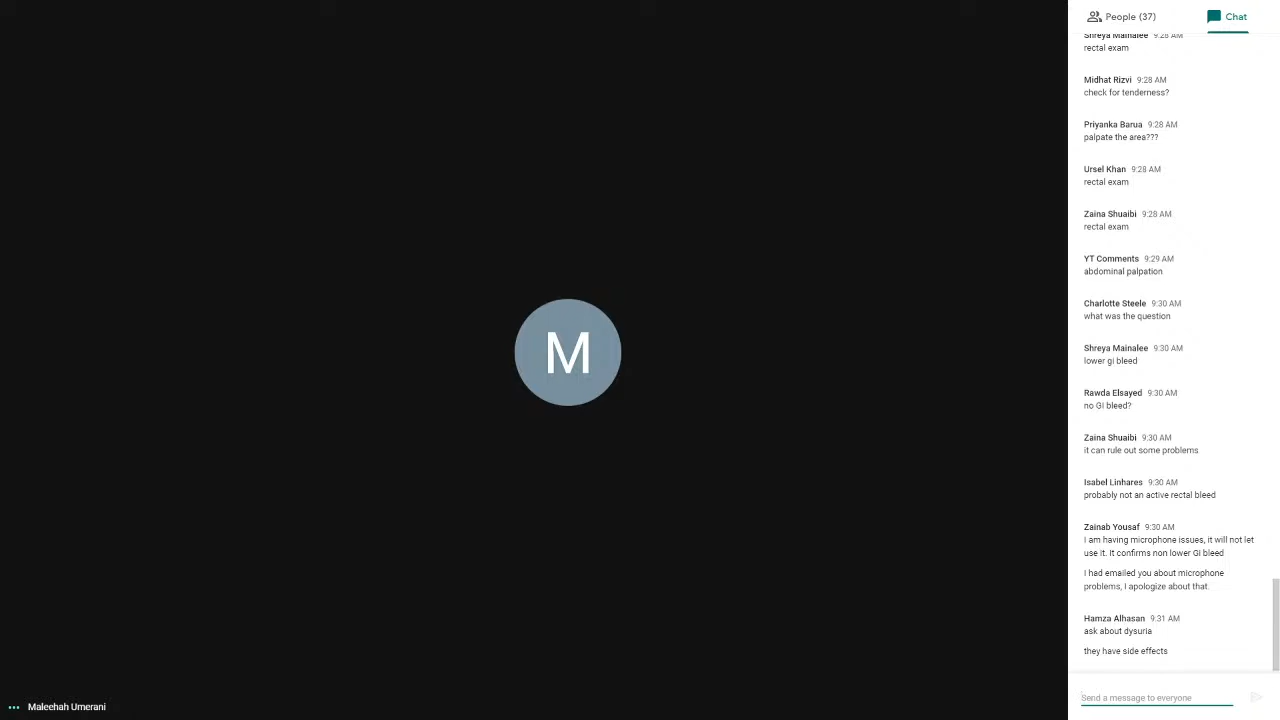 People (37)
Chat
Shreya Mainalee 9:28 AM
rectal exam
Midhat Rizvi 9:28 AM
check for tenderness?
Priyanka Barua 9:28 AM
palpate the area???
Ursel Khan 9:28 AM
rectal exam
Zaina Shuaibi 9:28 AM
rectal exam
YT Comments 9:29 AM
abdominal palpation
Charlotte Steele 9:30 AM
what was the question
Shreya Mainalee 9:30 AM
lower gi bleed
Rawda Elsayed 9:30 AM
no GI bleed?
Zaina Shuaibi 9:30 AM
it can rule out some problems
Isabel Linhares 9:30 AM
probably not an active rectal bleed
Zainab Yousaf 9:30 AM
I am having microphone issues, it will not let
use it. It confirms non lower GI bleed
I had emailed you about microphone
problems, i apologize about that.
Hamza Alhasan 9:31 AM
ask about dysuria
they have side effects
Send a message to everyone
M
Maleehah Umerani